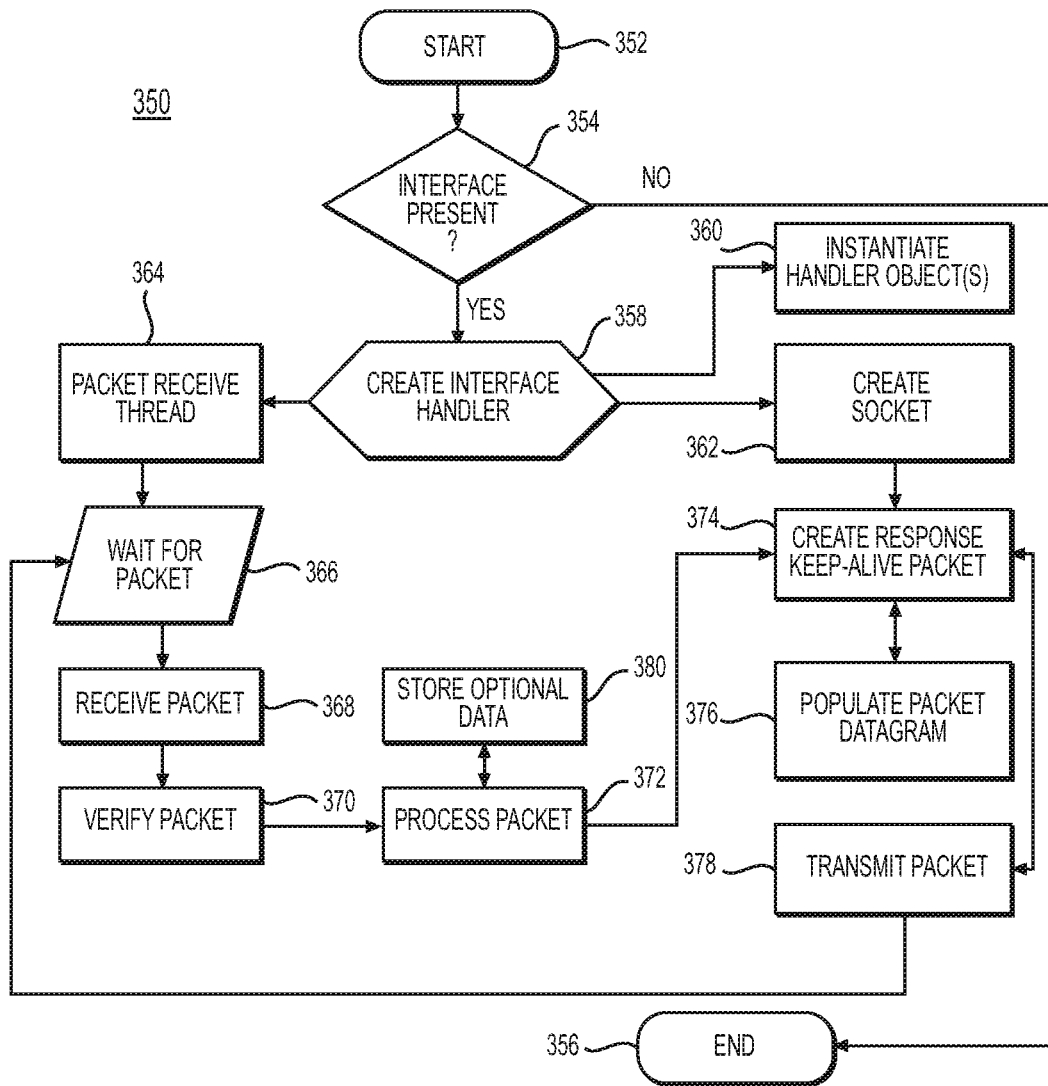 START
352
350
354
INTERFACE
PRESENT
?
NO
YES
360
INSTANTIATE
HANDLER OBJECT(S)
364
358
PACKET RECEIVE
THREAD
CREATE INTERFACE
HANDLER
CREATE
SOCKET
362
WAIT FOR
PACKET
366
374
CREATE RESPONSE
KEEP-ALIVE PACKET
RECEIVE PACKET
368
STORE OPTIONAL
DATA
380
376
POPULATE PACKET
DATAGRAM
VERIFY PACKET
370
PROCESS PACKET
372
378
TRANSMIT PACKET
356
END